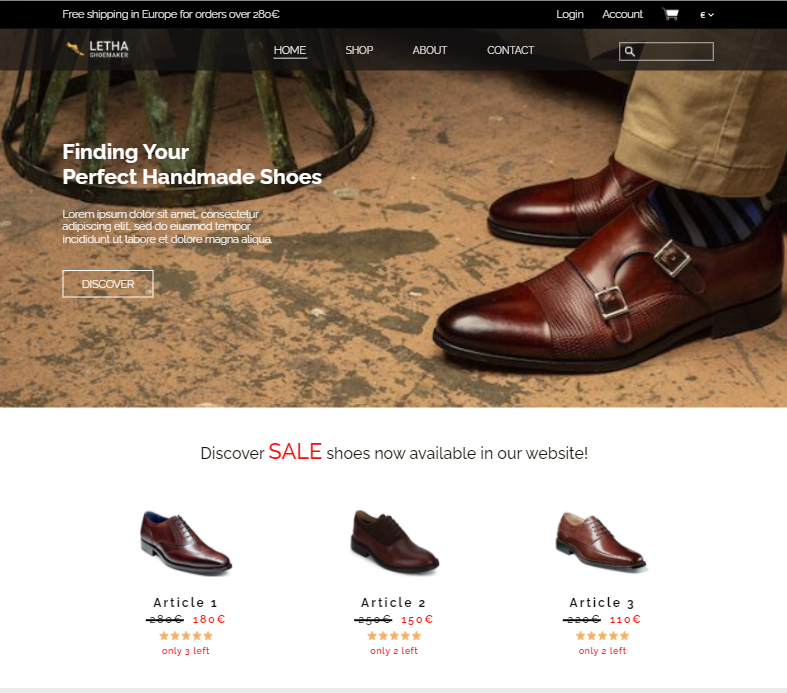 Free shipping in Europe for orders over 280€
Login Account € 
LETHA
SHOEMAKER
HOME SHOP ABOUT CONTACT
Finding Your
Perfect Handmade Shoes
Lorem ipsum dolor sit amet, consectetur
adipiscing elit, sed do eiusmod tempor
incididunt ut labore et dolore magna aliqua.
DISCOVER
Discover SALE shoes now available in our website!
Article 1
280€ 180€
only 3 left
Article 2
250€ 150€
only 2 left
Article 3
220€ 110€
only 2 left